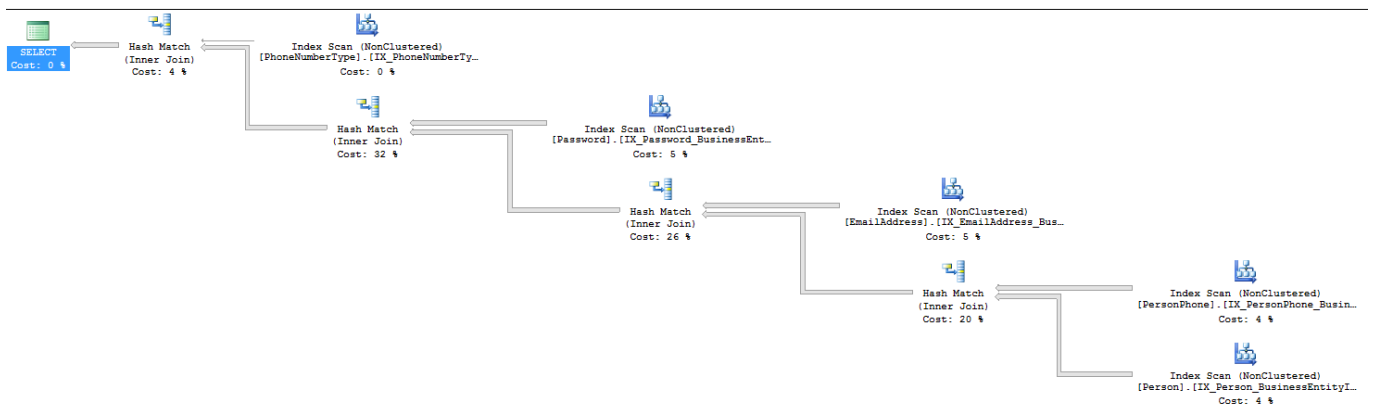 SELECT
Cost: 0 %
Hash Match
(Inner Join)
Cost: 4 %
Index Scan (NonClustered)
[PhoneNumberType].[IX_PhoneNumberTy…
Cost: 0 %
Hash Match
(Inner Join)
Cost: 32 %
Index Scan (NonClustered)
[Password].[IX_Password_BusinessEnt…
Cost: 5 %
Hash Match
(Inner Join)
Cost: 26 %
Index Scan (NonClustered)
[EmailAddress].[IX_EmailAddress_Bus…
Cost: 5 %
Hash Match
(Inner Join)
Cost: 20 %
Index Scan (NonClustered)
[PersonPhone].[IX_PersonPhone_Busin…
Cost: 4 %
Index Scan (NonClustered)
[Person].[IX_Person_BusinessEntityI…
Cost: 4 %